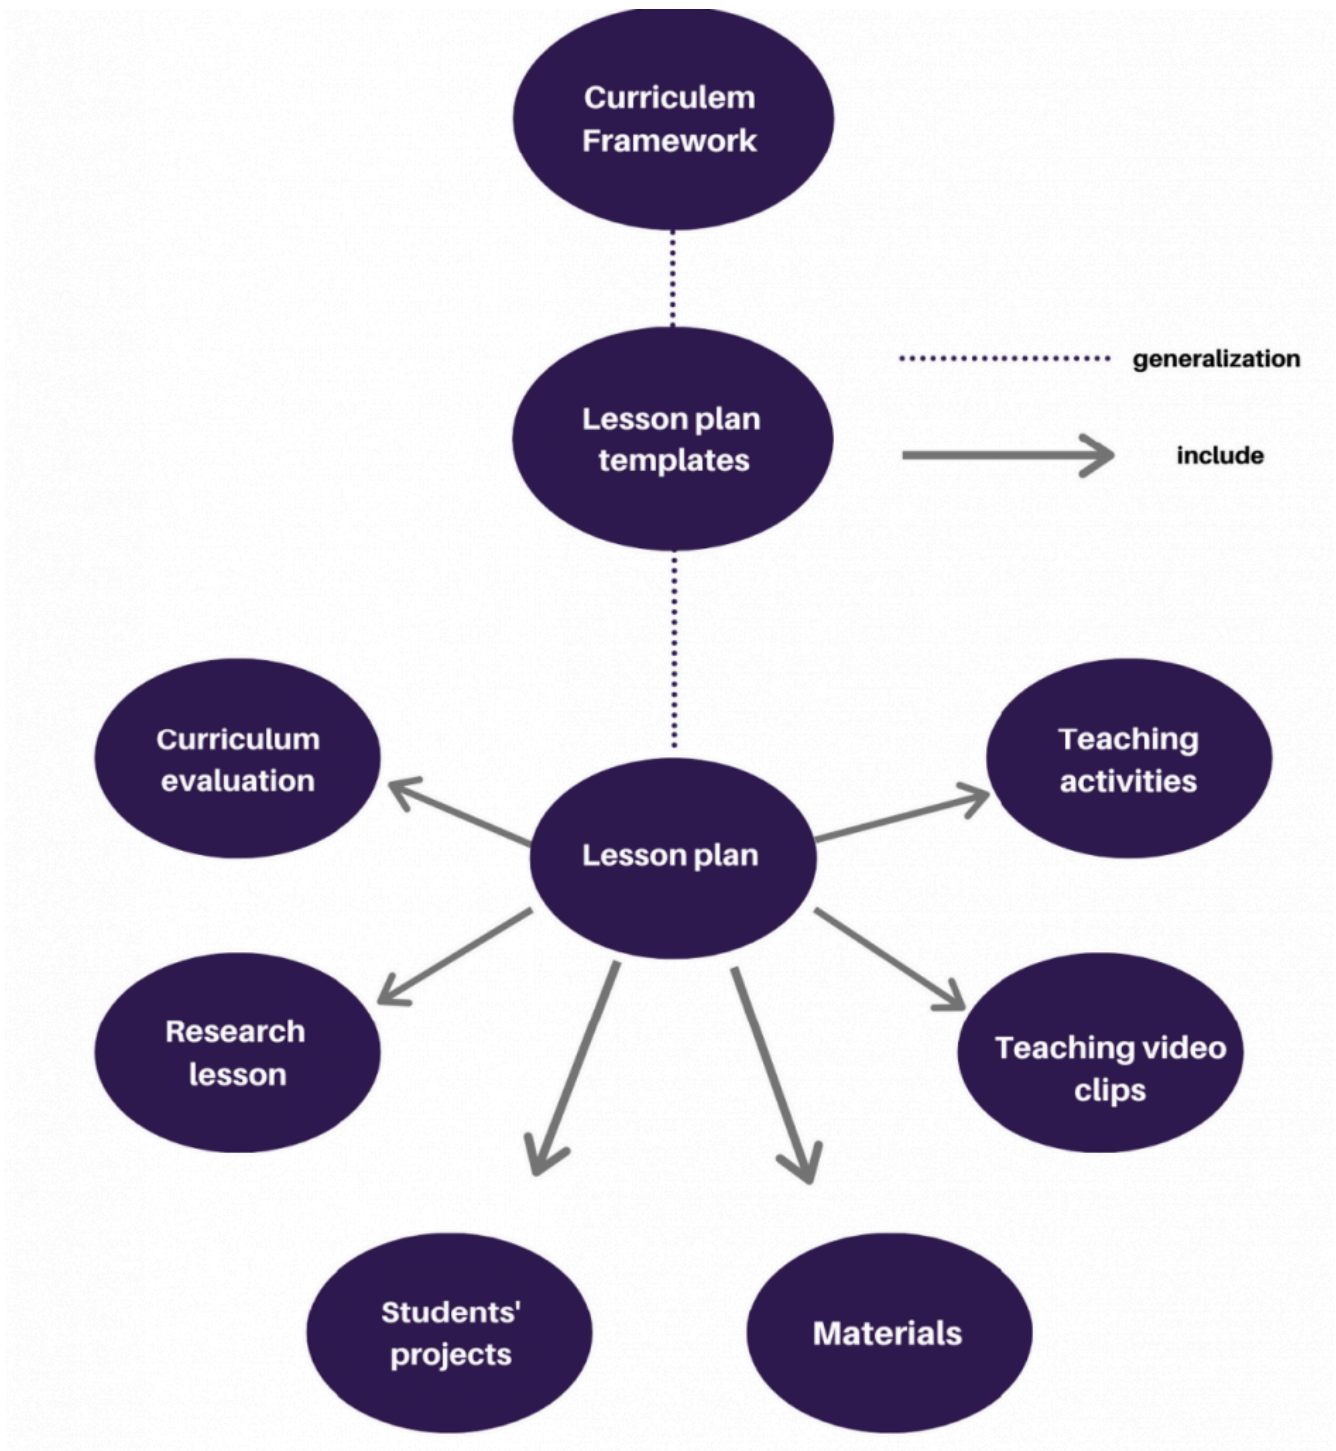 Curriculem
Framework
Lesson plan
templates
generalization
include
Curriculum
evaluation
Teaching
activities
Lesson plan
Research
lesson
Teaching video
clips
Students'
projects
Materials